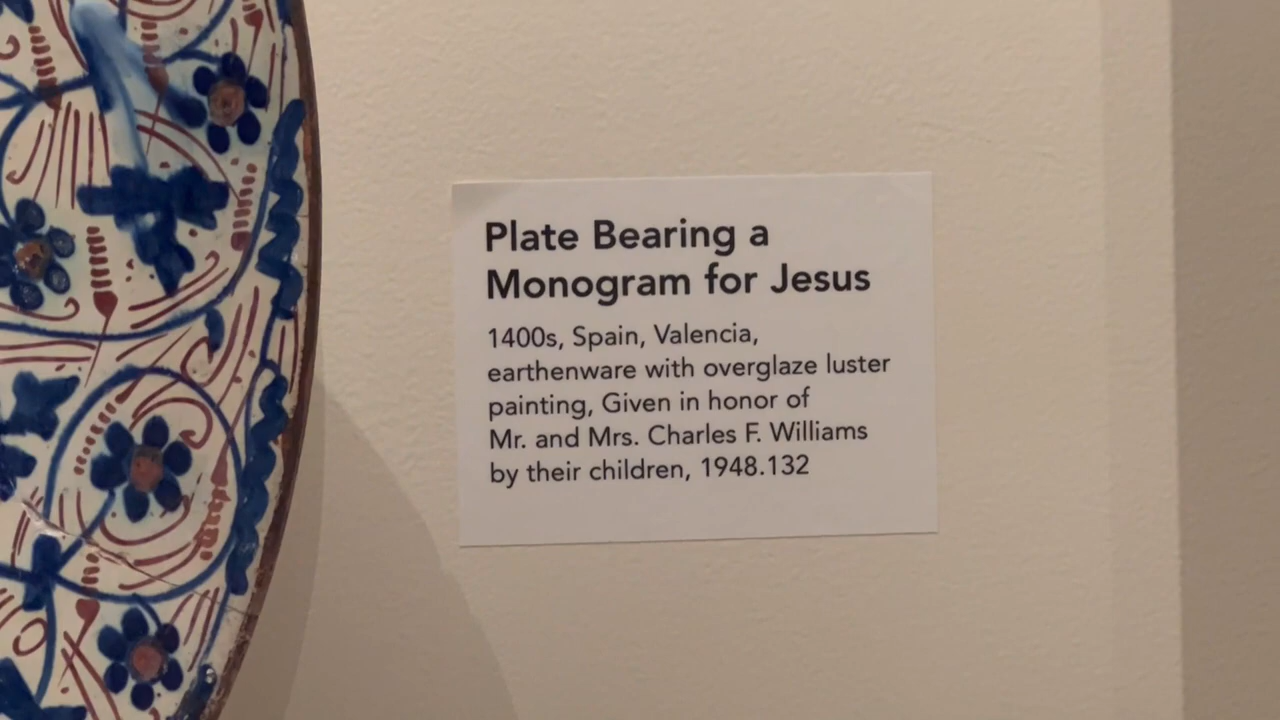 Plate Bearing a
Monogram for Jesus
1400s, Spain, Valencia,
earthenware with overglaze luster
painting, Given in honor of
Mr. and Mrs. Charles F. Williams
by their children, 1948.132